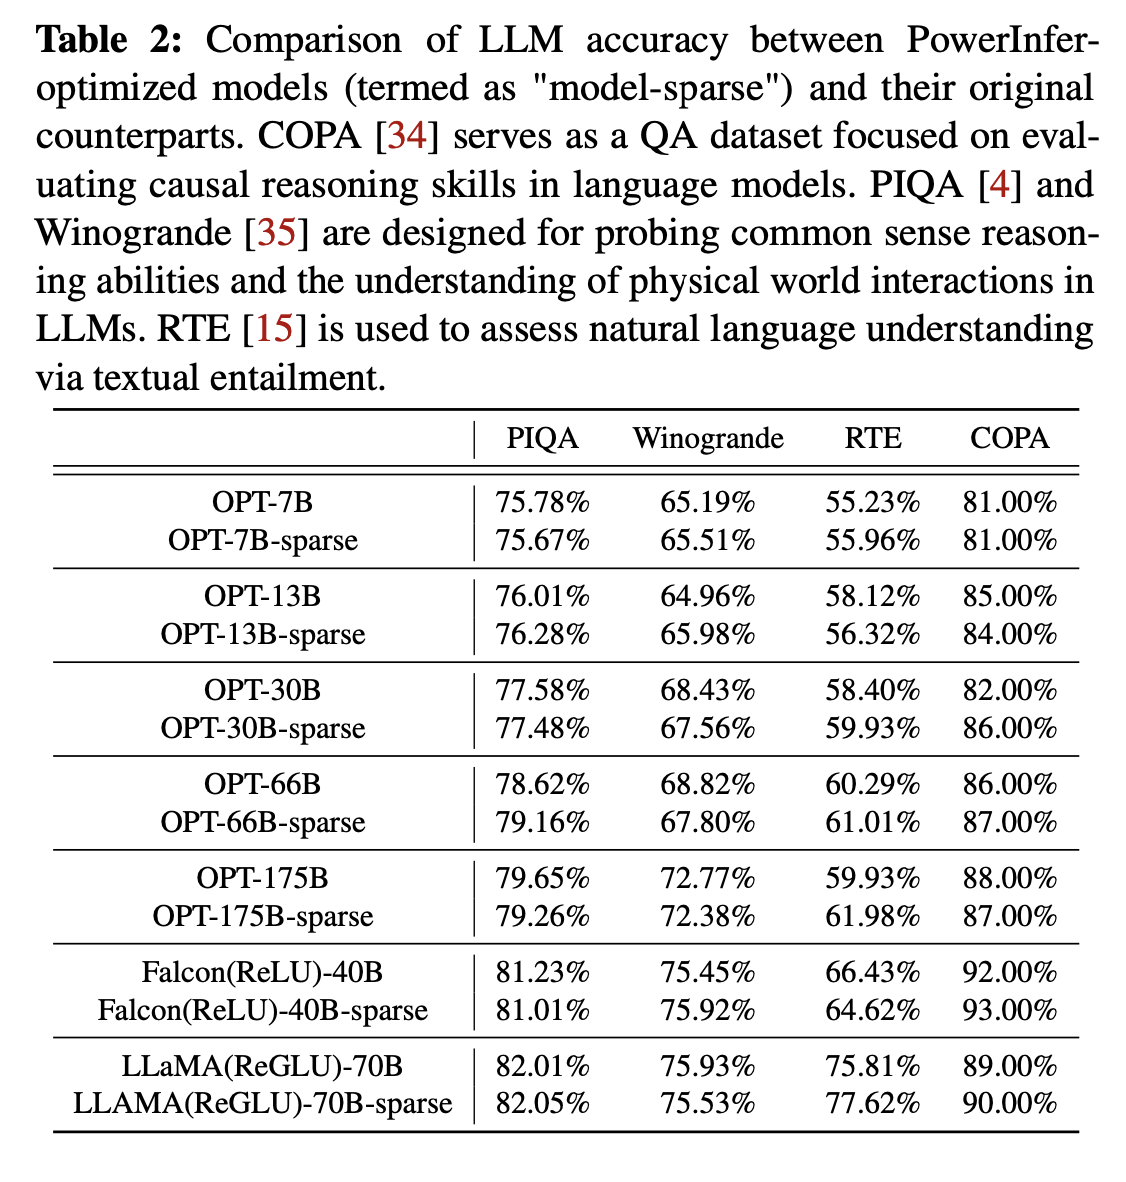 Table 2: Comparison of LLM accuracy between PowerInfer-
optimized models (termed as "model-sparse") and their original
counterparts. COPA [34] serves as a QA dataset focused on eval-
uating causal reasoning skills in language models. PIQA [4] and
Winogrande [35] are designed for probing common sense reason-
ing abilities and the understanding of physical world interactions in
LLMs. RTE [15] is used to assess natural language understanding
via textual entailment.
PIQA Winogrande RTE COPA
OPT-7B 75.78% 65.19% 55.23% 81.00%
OPT-7B-sparse 75.67% 65.51% 55.96% 81.00%
OPT-13B 76.01% 64.96% 58.12% 85.00%
OPT-13B-sparse 76.28% 65.98% 56.32% 84.00%
OPT-30B 77.58% 68.43% 58.40% 82.00%
OPT-30B-sparse 77.48% 67.56% 59.93% 86.00%
OPT-66B 78.62% 68.82% 60.29% 86.00%
OPT-66B-sparse 79.16% 67.80% 61.01% 87.00%
OPT-175B 79.65% 72.77% 59.93% 88.00%
OPT-175B-sparse 79.26% 72.38% 61.98% 87.00%
Falcon(ReLU)-40B 81.23% 75.45% 66.43% 92.00%
Falcon(ReLU)-40B-sparse 81.01% 75.92% 64.62% 93.00%
LLaMA(ReGLU)-70B 82.01% 75.93% 75.81% 89.00%
LLAMA(ReGLU)-70B-sparse 82.05% 75.53% 77.62% 90.00%